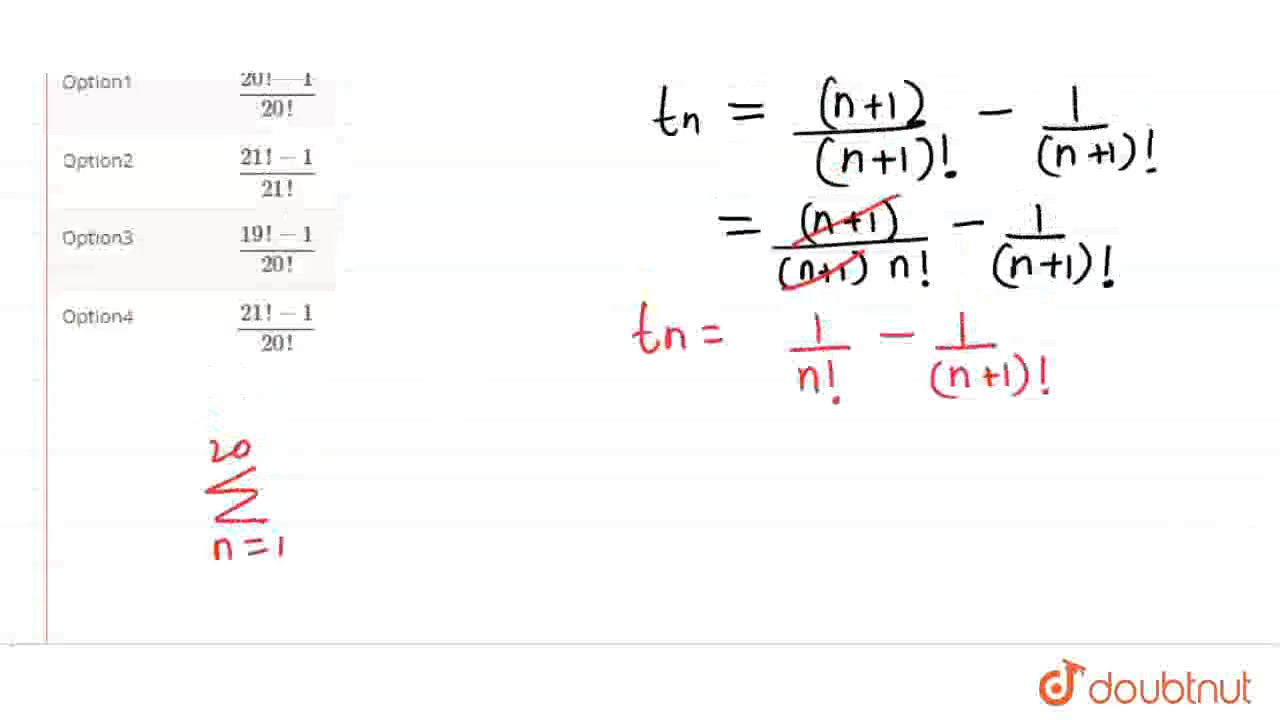 Option1 20! − 1 / 20!
Option2 21! − 1 / 21!
Option3 19! − 1 / 20!
Option4 21! − 1 / 20!
tn = (n+1) / (n+1)! − 1 / (n+1)!
= (n+1) / (n+1) n! − 1 / (n+1)!
tn = 1 / n! − 1 / (n+1)!
20
∑
n = 1
doubtnut